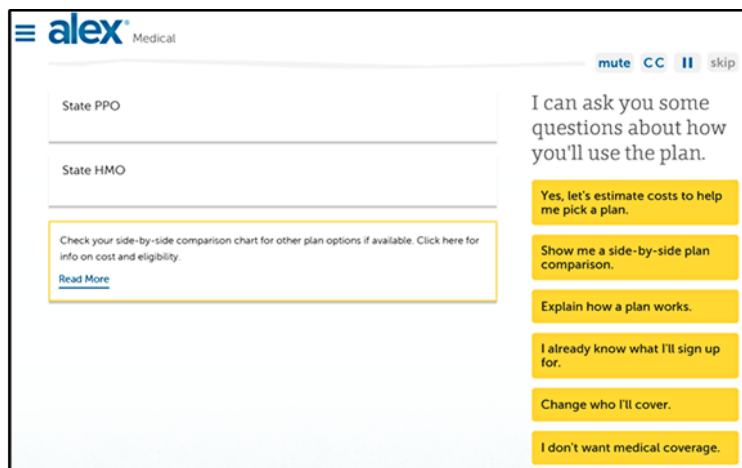 alex® Medical
mute CC skip
State PPO
State HMO
Check your side-by-side comparison chart for other plan options if available. Click here for
info on cost and eligibility.
Read More
I can ask you some
questions about how
you'll use the plan.
Yes, let's estimate costs to help
me pick a plan.
Show me a side-by-side plan
comparison.
Explain how a plan works.
I already know what I'll sign up
for.
Change who I'll cover.
I don't want medical coverage.